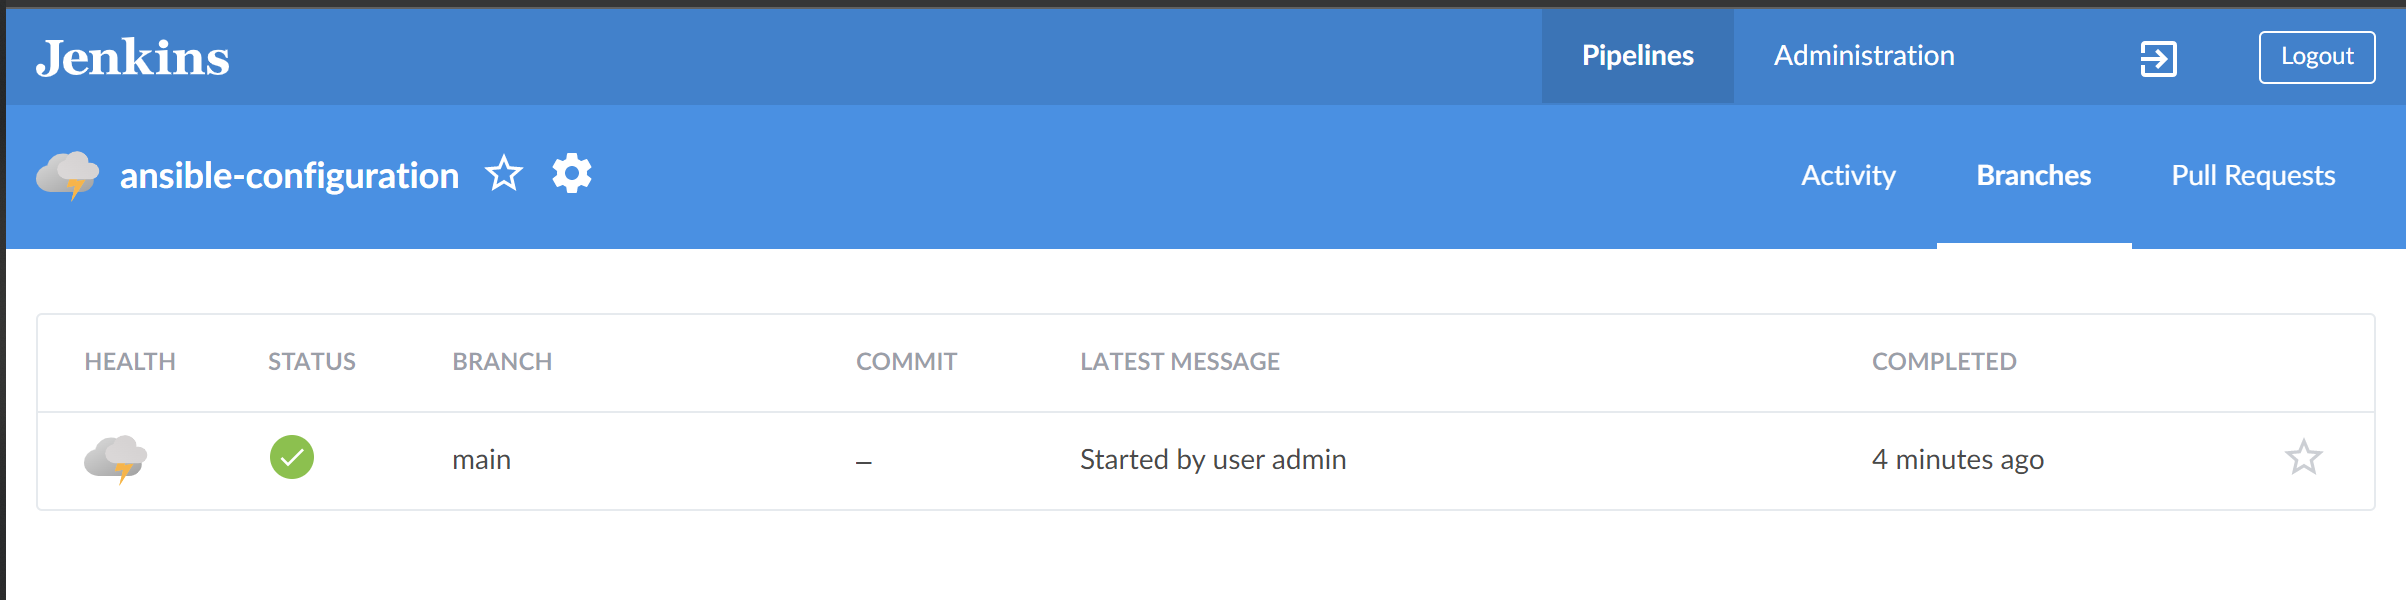 Jenkins Pipelines Administration Logout
ansible-configuration Activity Branches Pull Requests
HEALTH STATUS BRANCH COMMIT LATEST MESSAGE COMPLETED
main – Started by user admin 4 minutes ago